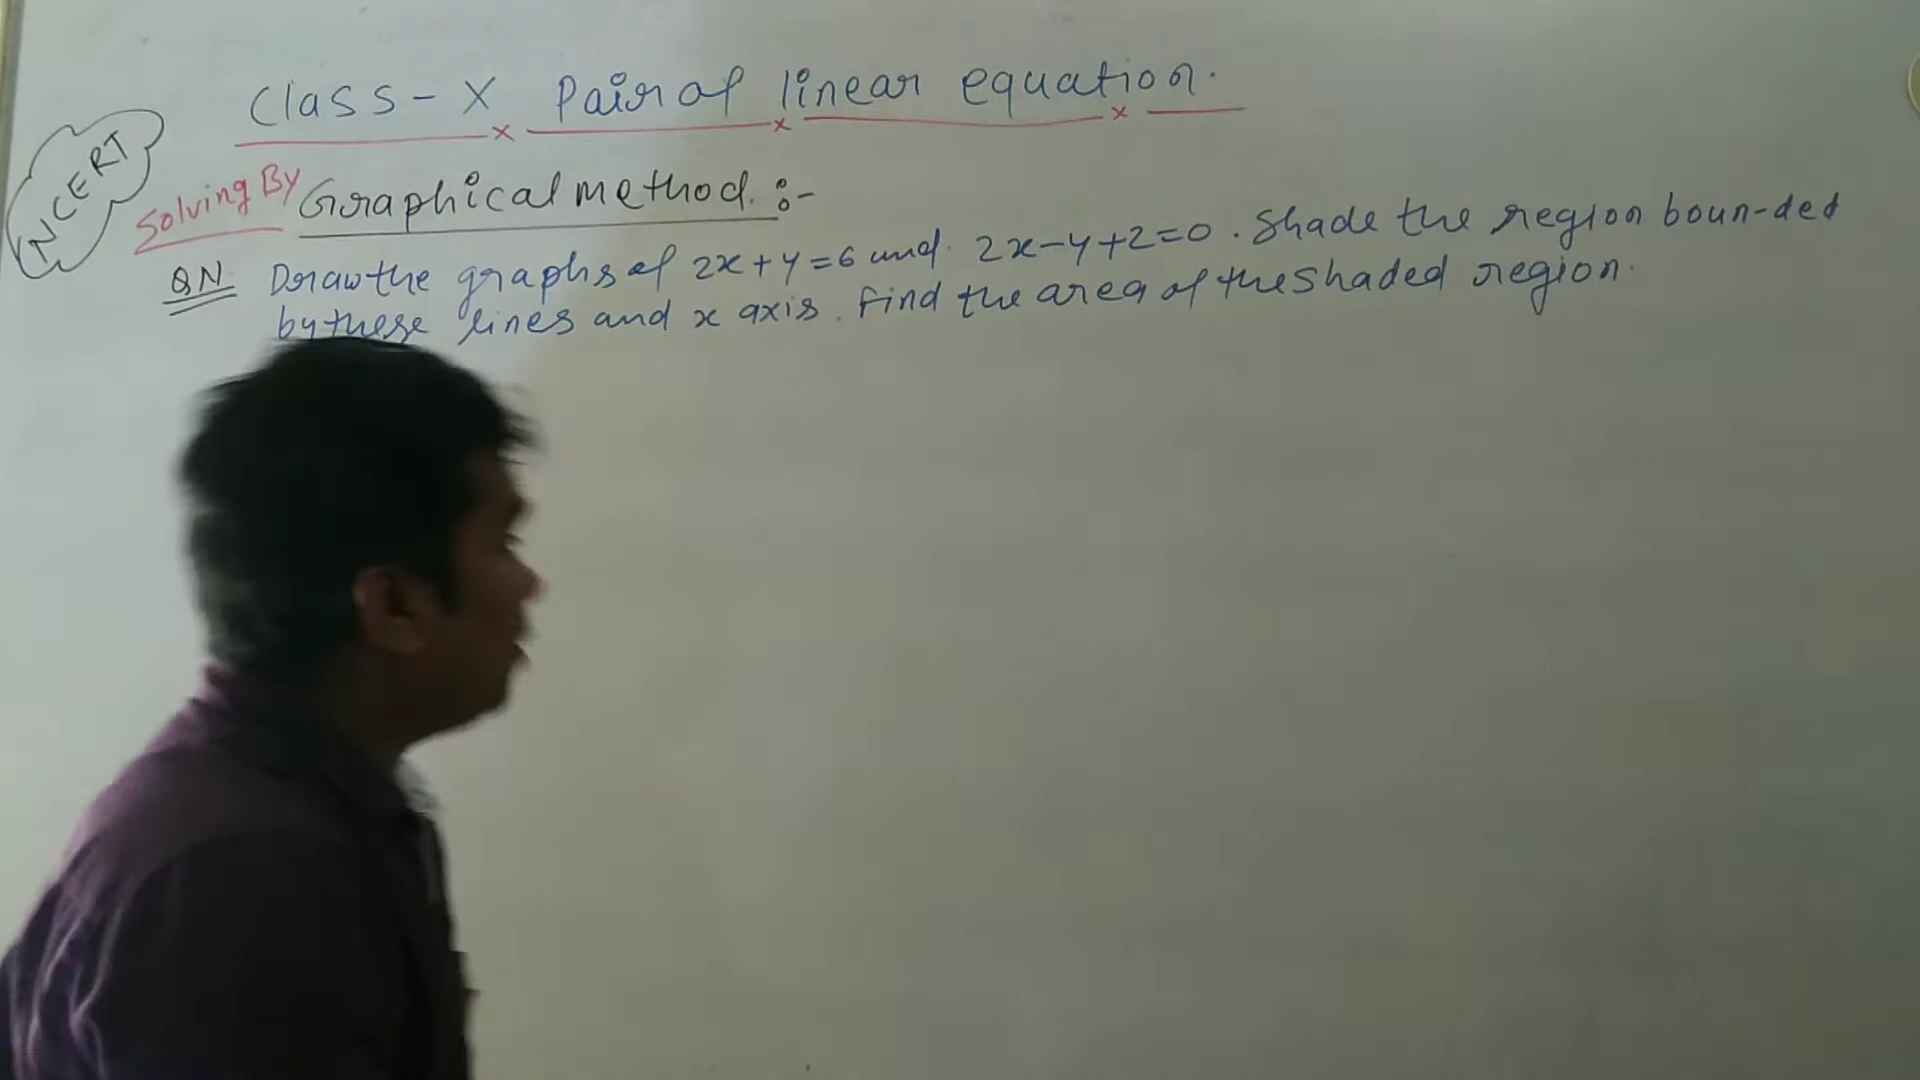 Class - X Pair of linear equation.
NCERT
Solving By Graphical method. :-
QN Draw the graphs of 2x+y=6 and 2x-y+2=0. Shade the region boun-ded
by these lines and x axis. Find the area of the shaded region.